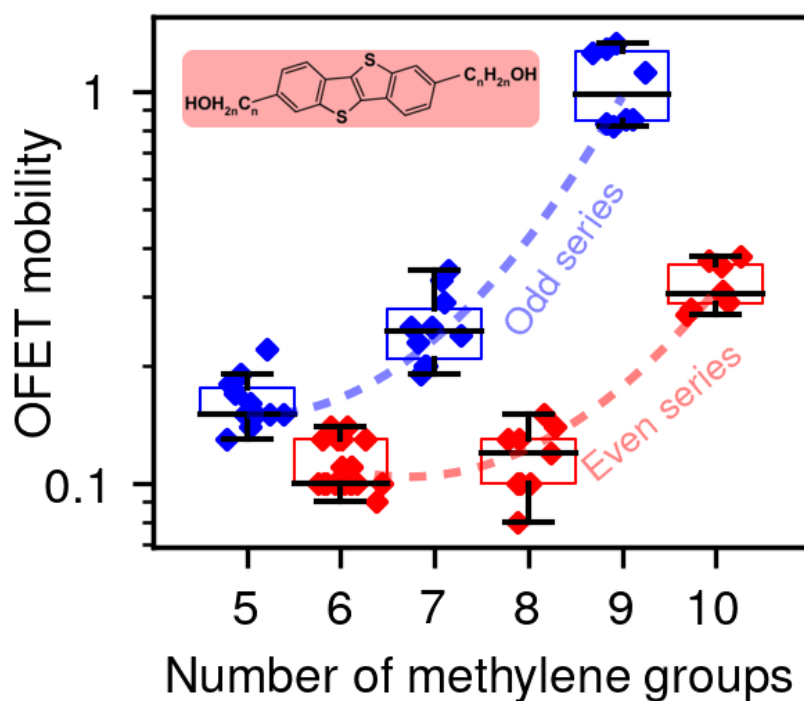 OFET mobility
1
0.1
S
S
HOH₂ₙCₙ
CₙH₂ₙOH
Odd series
Even series
5 6 7 8 9 10
Number of methylene groups